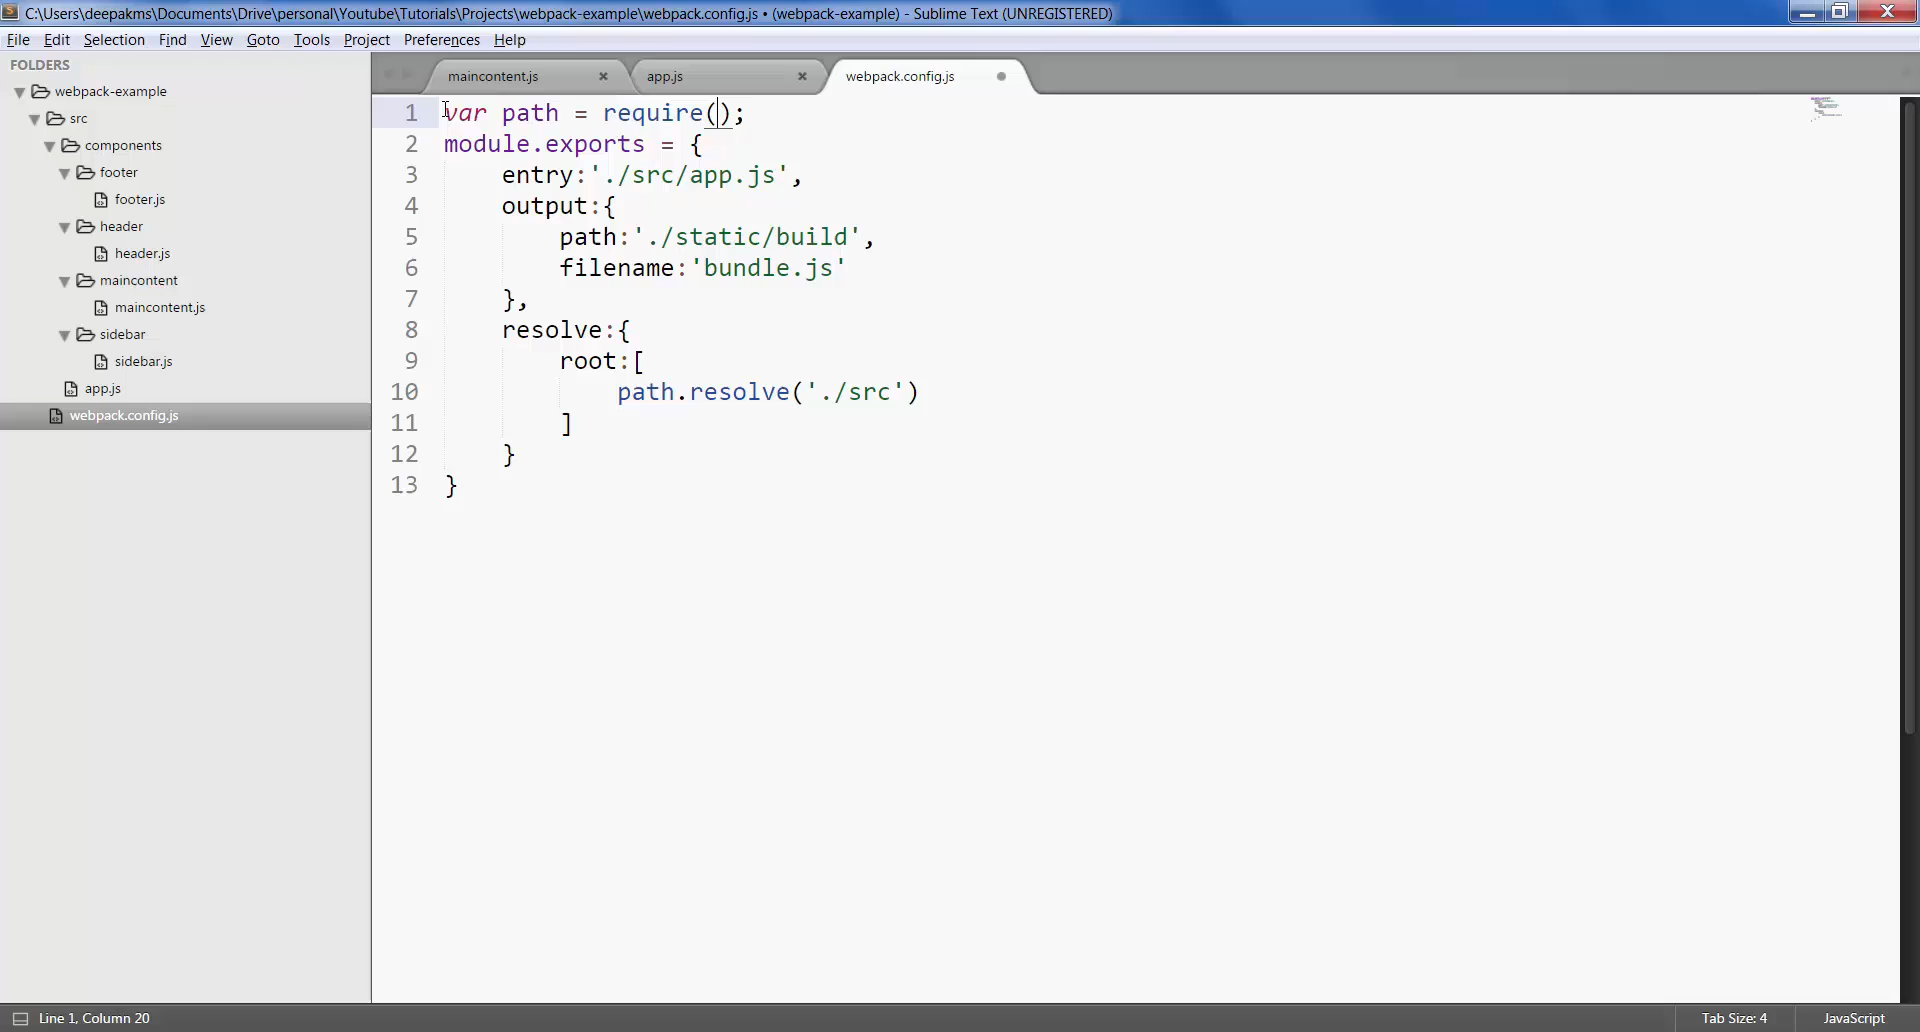 C:\Users\deepakms\Documents\Drive\personal\Youtube\Tutorials\Projects\webpack-example\webpack.config.js • (webpack-example) - Sublime Text (UNREGISTERED)
File Edit Selection Find View Goto Tools Project Preferences Help
FOLDERS
webpack-example
src
components
footer
footer.js
header
header.js
maincontent
maincontent.js
sidebar
sidebar.js
app.js
webpack.config.js
maincontent.js × app.js × webpack.config.js
1 var path = require();
2 module.exports = {
3 entry:'./src/app.js',
4 output:{
5 path:'./static/build',
6 filename:'bundle.js'
7 },
8 resolve:{
9 root:[
10 path.resolve('./src')
11 ]
12 }
13 }
Line 1, Column 20 Tab Size: 4 JavaScript